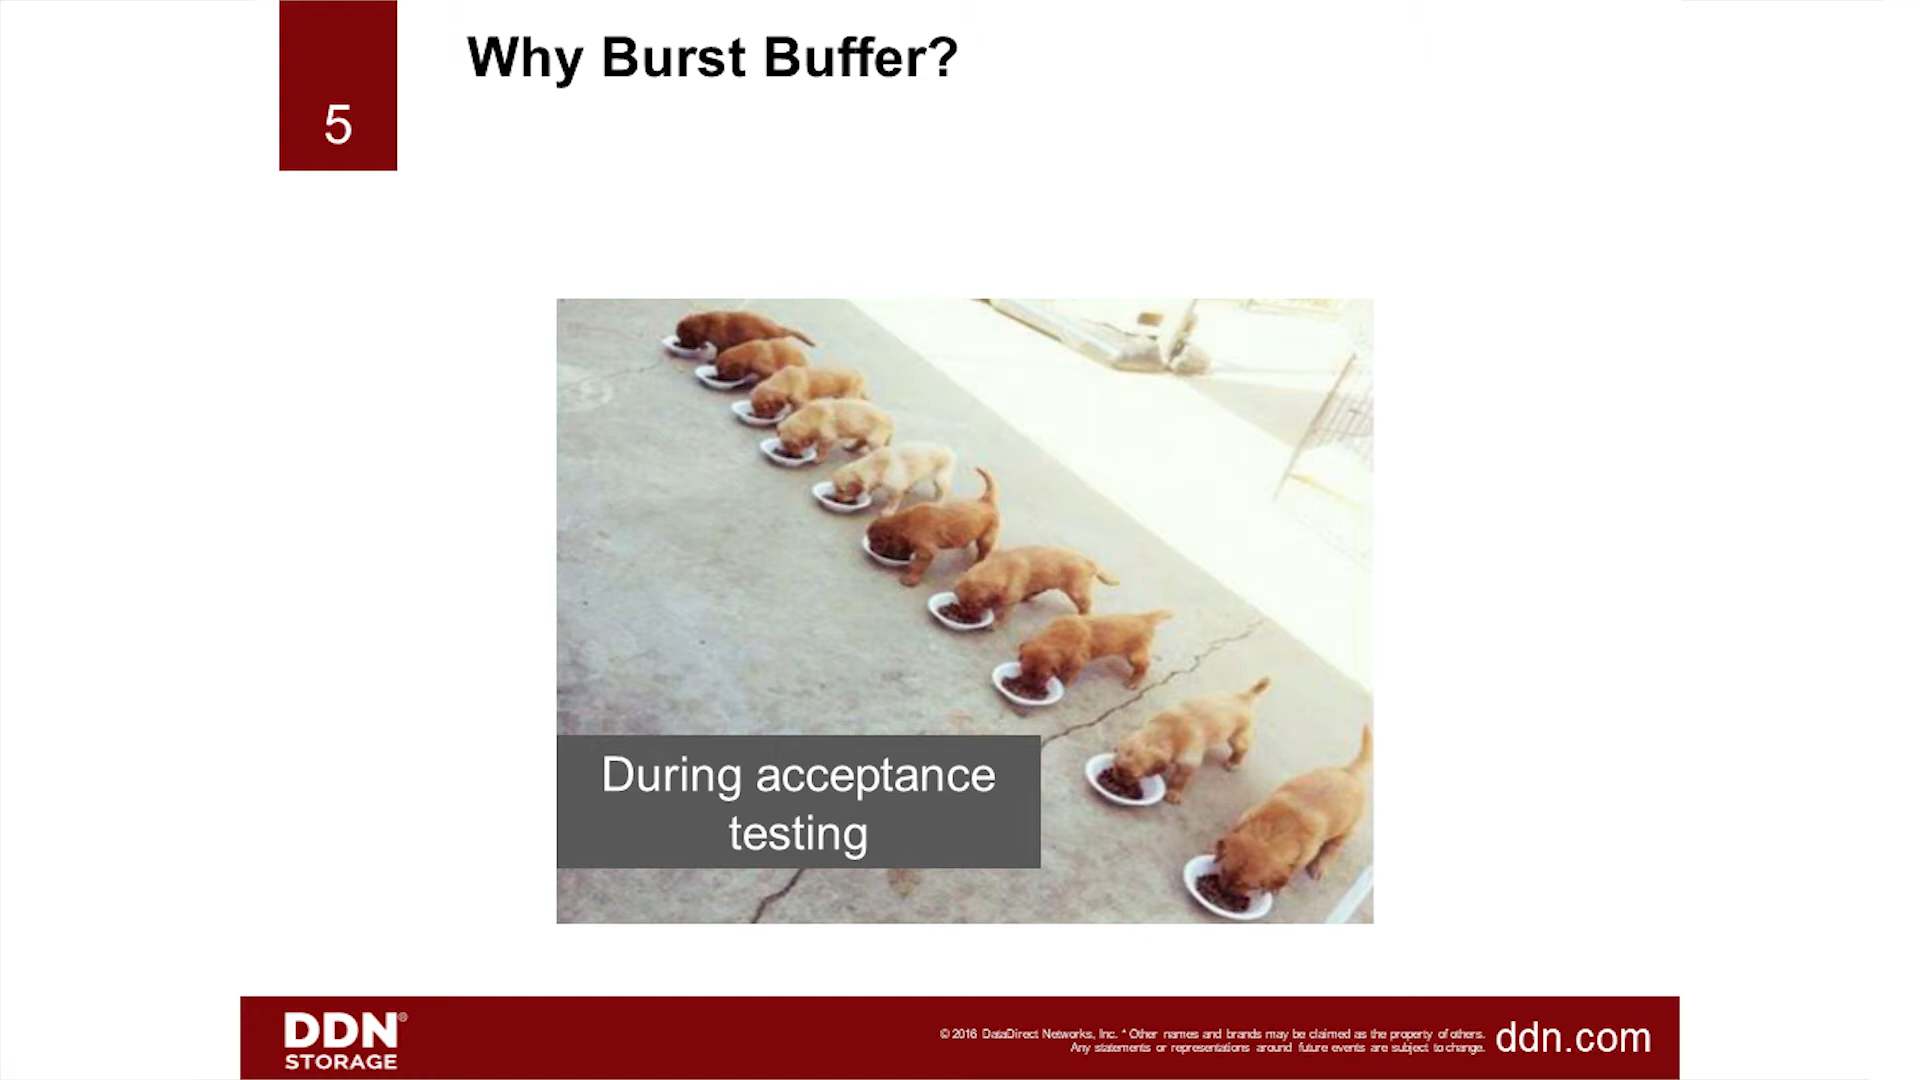 Why Burst Buffer?
5
During acceptance
testing
DDN®
STORAGE
© 2016 DataDirect Networks, Inc. * Other names and brands may be claimed as the property of others.
Any statements or representations around future events are subject to change.
ddn.com